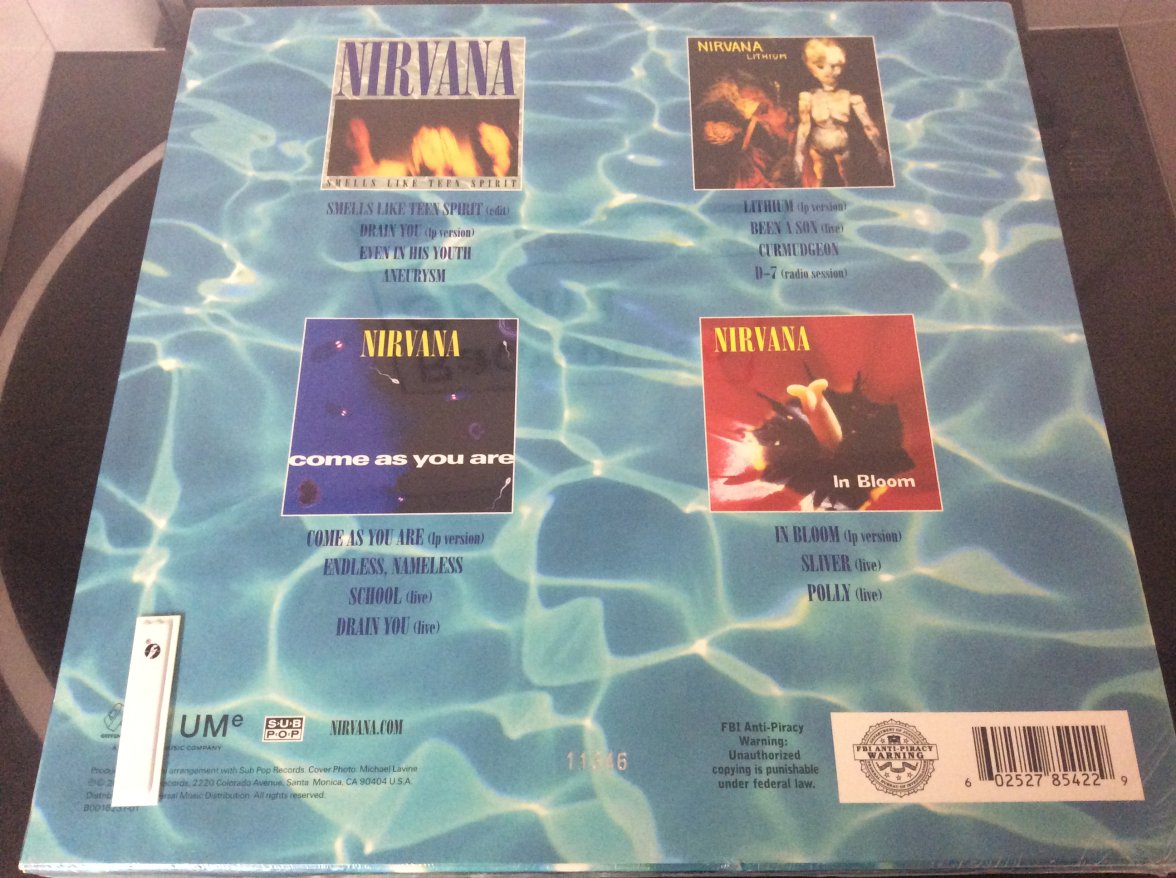 NIRVANA
SMELLS LIKE TEEN SPIRIT
SMELLS LIKE TEEN SPIRIT (edit)
DRAIN YOU (lp version)
EVEN IN HIS YOUTH
ANEURYSM
NIRVANA
LITHIUM
LITHIUM (lp version)
BEEN A SON (live)
CURMUDGEON
D-7 (radio session)
NIRVANA
come as you are
COME AS YOU ARE (lp version)
ENDLESS, NAMELESS
SCHOOL (live)
DRAIN YOU (live)
NIRVANA
In Bloom
IN BLOOM (lp version)
SLIVER (live)
POLLY (live)
UMe
SUB
POP
NIRVANA.COM
MUSIC COMPANY
arrangement with Sub Pop Records. Cover Photo: Michael Lavine
Records, 2220 Colorado Avenue, Santa Monica, CA 90404 U.S.A.
Music Distribution. All rights reserved.
11346
FBI Anti-Piracy
Warning:
Unauthorized
copying is punishable
under federal law.
FBI ANTI-PIRACY
WARNING
6 02527 85422 9